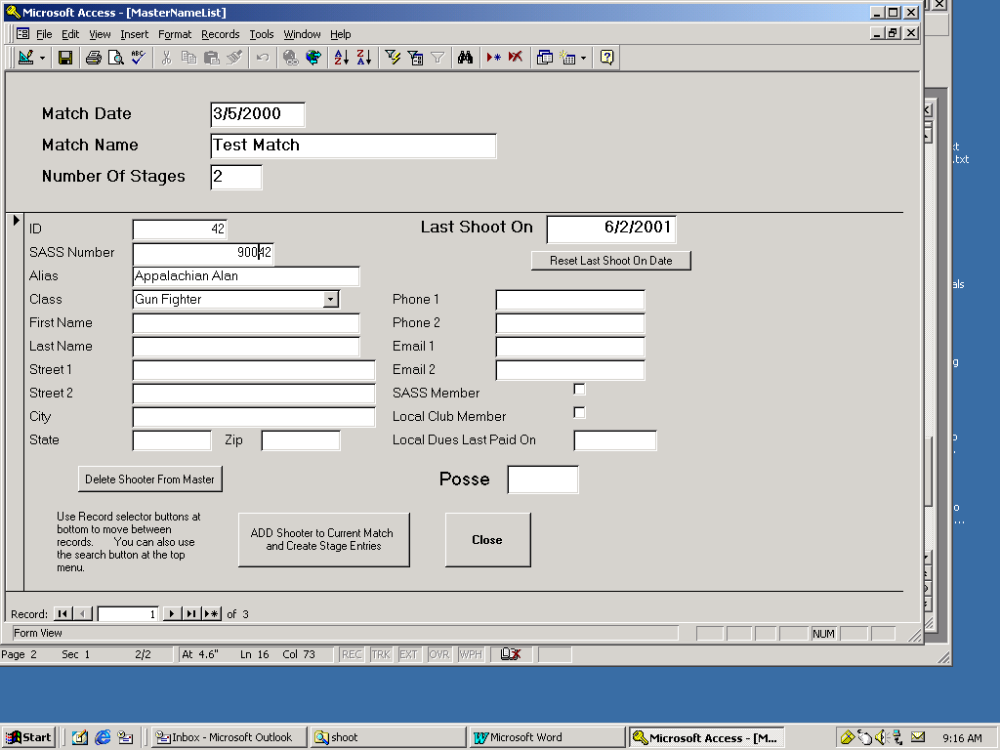 Microsoft Access - [MasterNameList]
File Edit View Insert Format Records Tools Window Help
Match Date 3/5/2000
Match Name Test Match
Number Of Stages 2
ID 42
Last Shoot On 6/2/2001
SASS Number 90042
Reset Last Shoot On Date
Alias Appalachian Alan
Class Gun Fighter
Phone 1
First Name
Phone 2
Last Name
Email 1
Street 1
Email 2
Street 2
SASS Member
City
Local Club Member
State Zip
Local Dues Last Paid On
Delete Shooter From Master
Posse
Use Record selector buttons at
bottom to move between
records. You can also use
the search button at the top
menu.
ADD Shooter to Current Match
and Create Stage Entries
Close
Record: 1 of 3
Form View
NUM
Page 2 Sec 1 2/2 At 4.6" Ln 16 Col 73 REC TRK EXT OVR WPH
.txt
Start
Inbox - Microsoft Outlook
shoot
Microsoft Word
Microsoft Access - [M...
9:16 AM